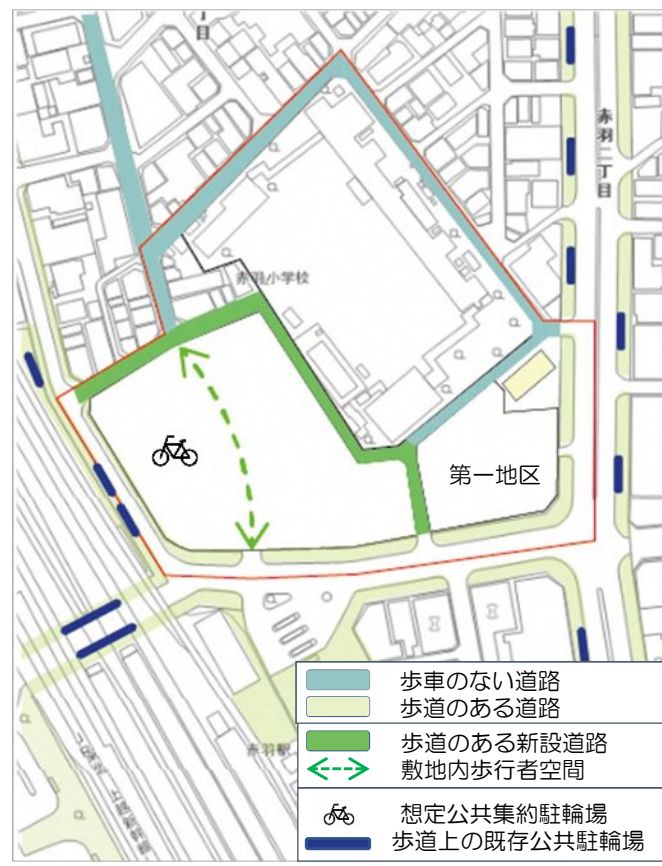 丁目
赤羽二丁目
赤羽小学校
第一地区
赤羽駅
歩車のない道路
歩道のある道路
歩道のある新設道路
敷地内歩行者空間
想定公共集約駐輪場
歩道上の既存公共駐輪場